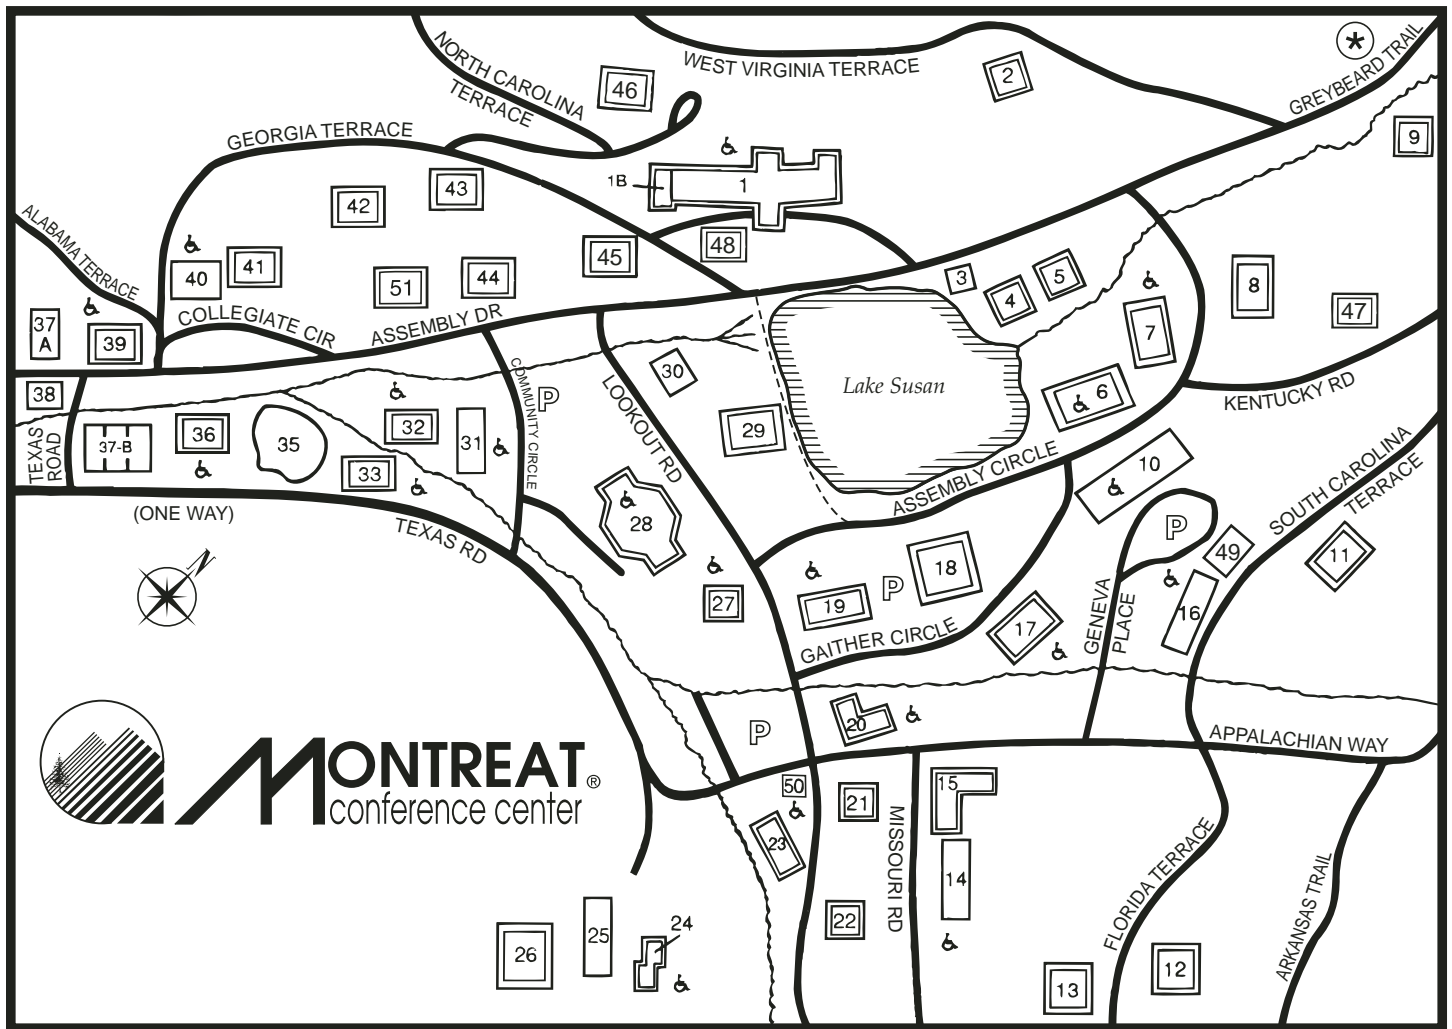 NORTH CAROLINA
TERRACE
WEST VIRGINIA TERRACE
*
GREYBEARD TRAIL
46
2
9
GEORGIA TERRACE
1B
1
43
42
ALABAMA TERRACE
40
41
45
48
51
44
3
4
5
8
47
7
37
A
39
COLLEGIATE CIR
ASSEMBLY DR
38
TEXAS
ROAD
37-B
36
35
32
33
31
COMMUNITY CIRCLE
P
LOOKOUT RD
30
29
Lake Susan
6
KENTUCKY RD
ASSEMBLY CIRCLE
10
SOUTH CAROLINA
TERRACE
(ONE WAY)
TEXAS RD
28
P
49
11
N
27
19
P
18
GAITHER CIRCLE
17
GENEVA
PLACE
16
P
20
APPALACHIAN WAY
MONTREAT®
conference center
50
21
23
22
MISSOURI RD
15
14
FLORIDA TERRACE
ARKANSAS TRAIL
26
25
24
13
12